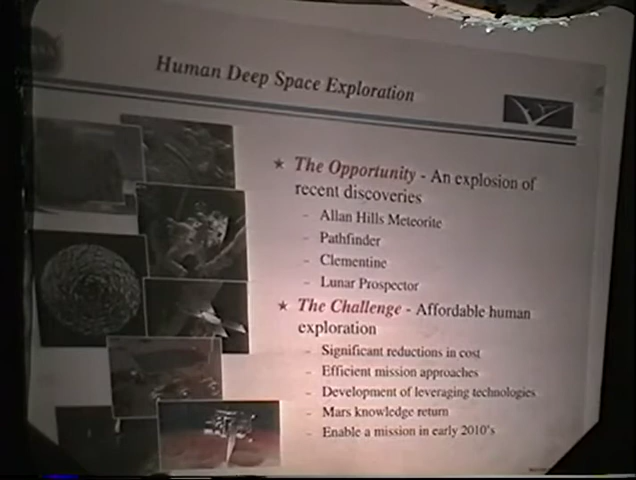 Human Deep Space Exploration
★ The Opportunity - An explosion of
recent discoveries
- Allan Hills Meteorite
- Pathfinder
- Clementine
- Lunar Prospector
★ The Challenge - Affordable human
exploration
- Significant reductions in cost
- Efficient mission approaches
- Development of leveraging technologies
- Mars knowledge return
- Enable a mission in early 2010's